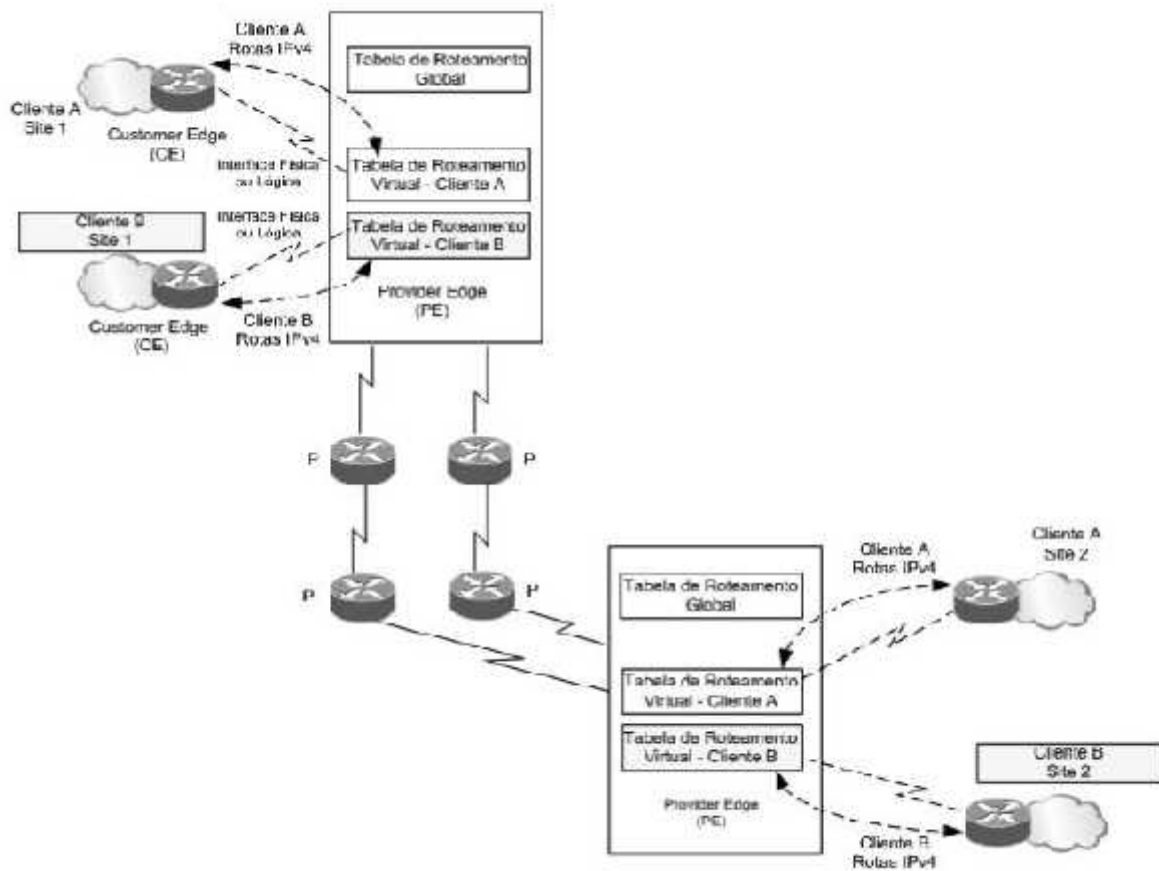 Cliente A
Rotas IPv4
Tabela de Roteamento
Global
Cliente A
Site 1
Customer Edge
(CE)
Interface Física
ou Lógica
Tabela de Roteamento
Virtual - Cliente A
Cliente B
Site 1
Interface Física
ou Lógica
Tabela de Roteamento
Virtual - Cliente B
Customer Edge
(CE)
Cliente B
Rotas IPv4
Provider Edge
(PE)
P
P
P
P
Tabela de Roteamento
Global
Cliente A
Rotas IPv4
Cliente A
Site 2
Tabela de Roteamento
Virtual - Cliente A
Tabela de Roteamento
Virtual - Cliente B
Cliente B
Site 2
Provider Edge
(PE)
Cliente B
Rotas IPv4